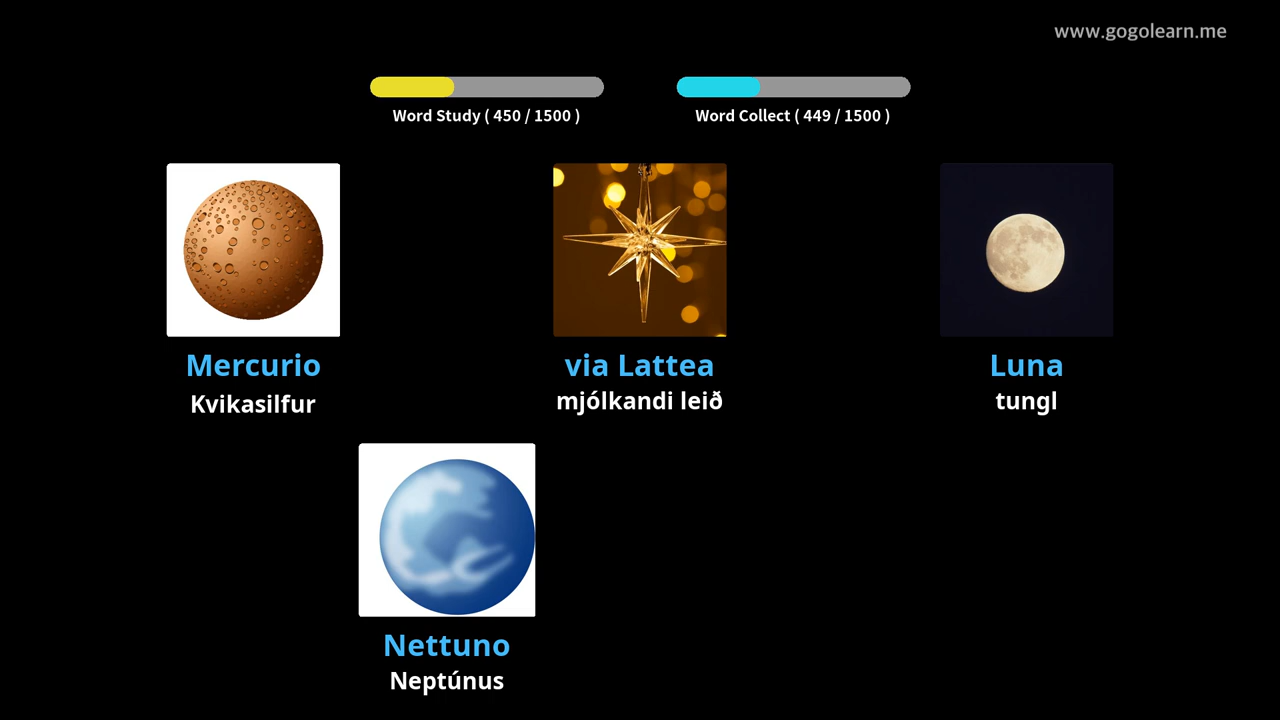 www.gogolearn.me
Word Study ( 450 / 1500 )
Word Collect ( 449 / 1500 )
Mercurio
Kvikasilfur
via Lattea
mjólkandi leið
Luna
tungl
Nettuno
Neptúnus